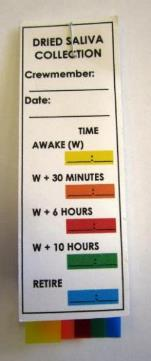 DRIED SALIVA
COLLECTION
Crewmember:
Date:
TIME
AWAKE (W)
:
W + 30 MINUTES
:
W + 6 HOURS
:
W + 10 HOURS
:
RETIRE
: